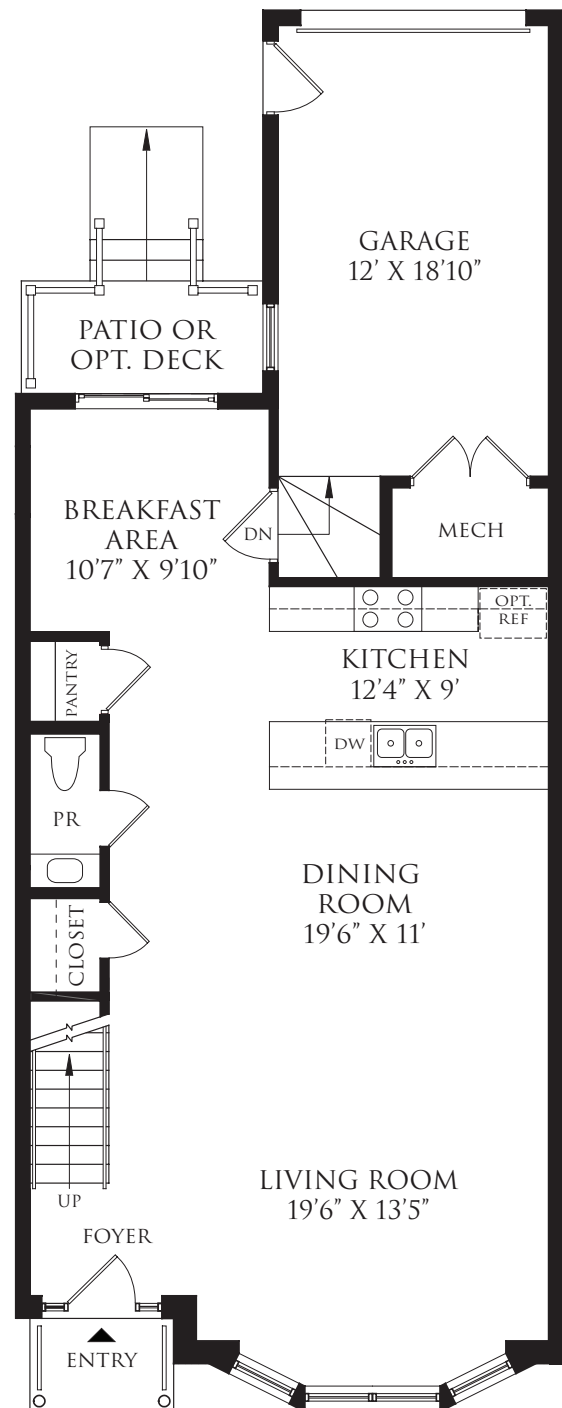 GARAGE
12' X 18'10"
PATIO OR
OPT. DECK
BREAKFAST
AREA
10'7" X 9'10"
DN
MECH
OPT.
REF
KITCHEN
12'4" X 9'
PANTRY
DW
PR
DINING
ROOM
19'6" X 11'
CLOSET
LIVING ROOM
19'6" X 13'5"
UP
FOYER
ENTRY